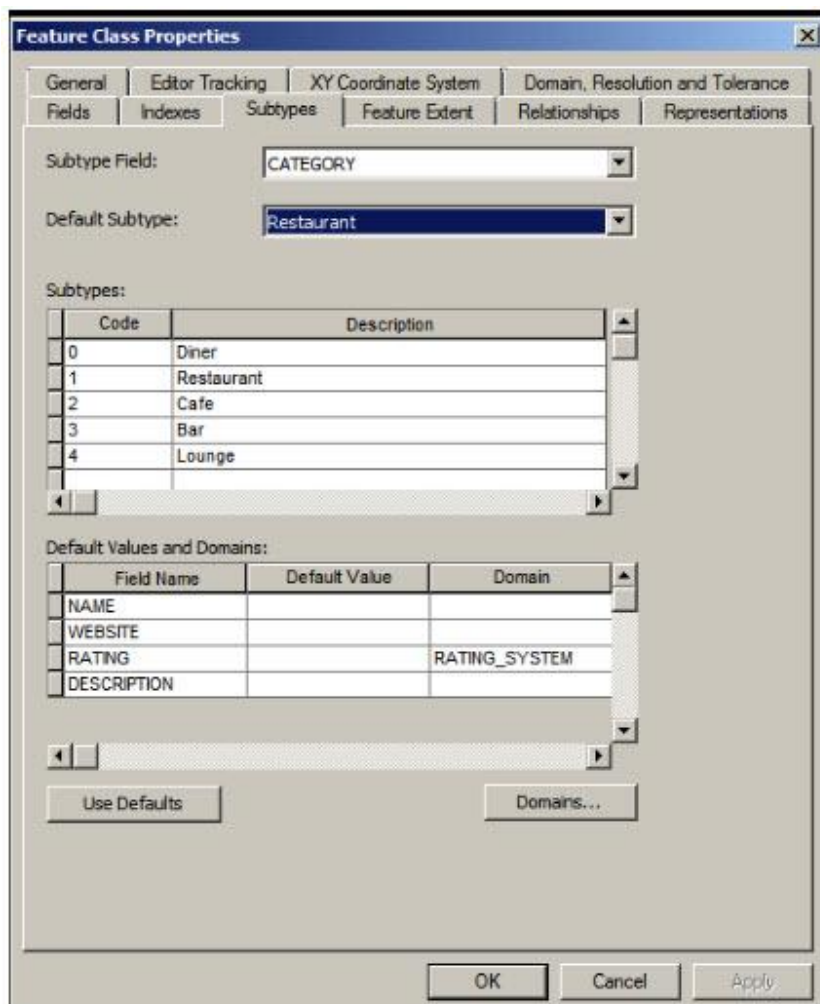 Feature Class Properties
General Editor Tracking XY Coordinate System Domain, Resolution and Tolerance
Fields Indexes Subtypes Feature Extent Relationships Representations
Subtype Field: CATEGORY
Default Subtype: Restaurant
Subtypes:
Code Description
0 Diner
1 Restaurant
2 Cafe
3 Bar
4 Lounge
Default Values and Domains:
Field Name Default Value Domain
NAME
WEBSITE
RATING RATING_SYSTEM
DESCRIPTION
Use Defaults Domains...
OK Cancel Apply